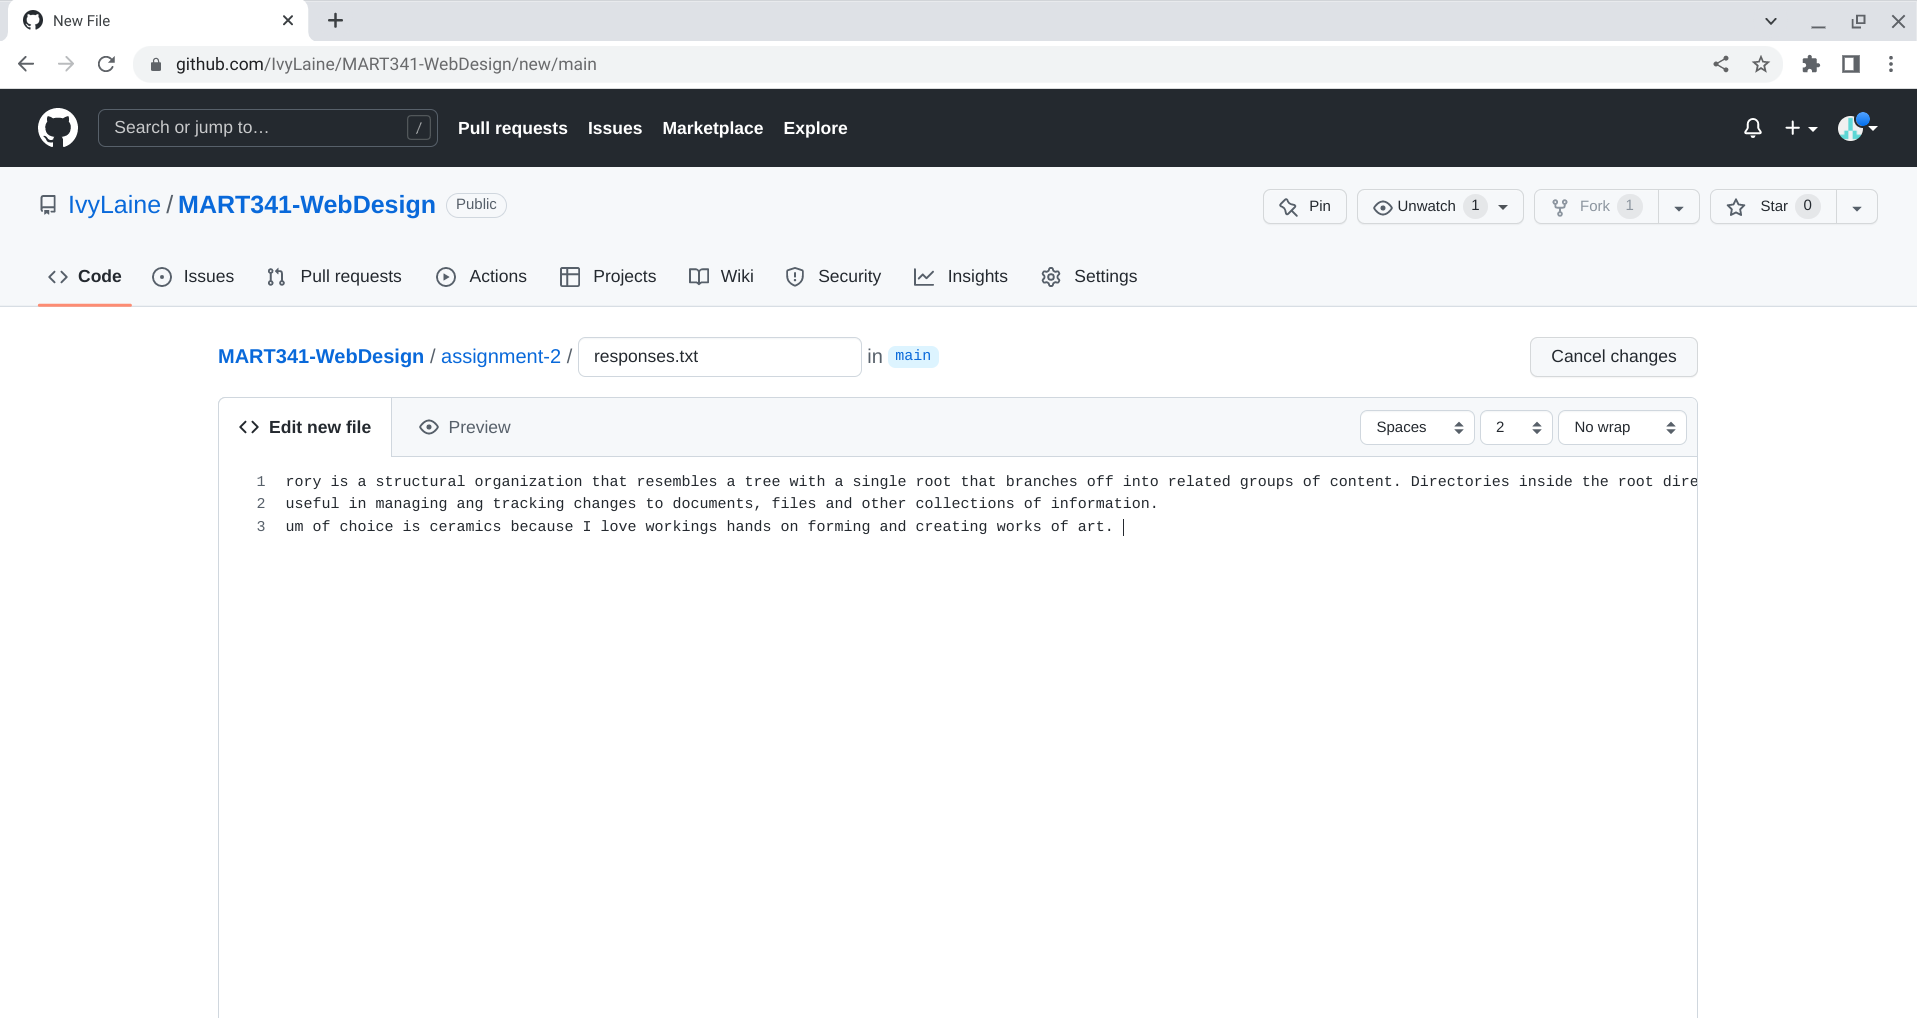 New File
github.com/IvyLaine/MART341-WebDesign/new/main
Search or jump to… /
Pull requests Issues Marketplace Explore
IvyLaine / MART341-WebDesign Public
Pin Unwatch 1 Fork 1 Star 0
Code Issues Pull requests Actions Projects Wiki Security Insights Settings
MART341-WebDesign / assignment-2 / responses.txt in main Cancel changes
Edit new file Preview Spaces 2 No wrap
1 rory is a structural organization that resembles a tree with a single root that branches off into related groups of content. Directories inside the root dire
2 useful in managing ang tracking changes to documents, files and other collections of information.
3 um of choice is ceramics because I love workings hands on forming and creating works of art.